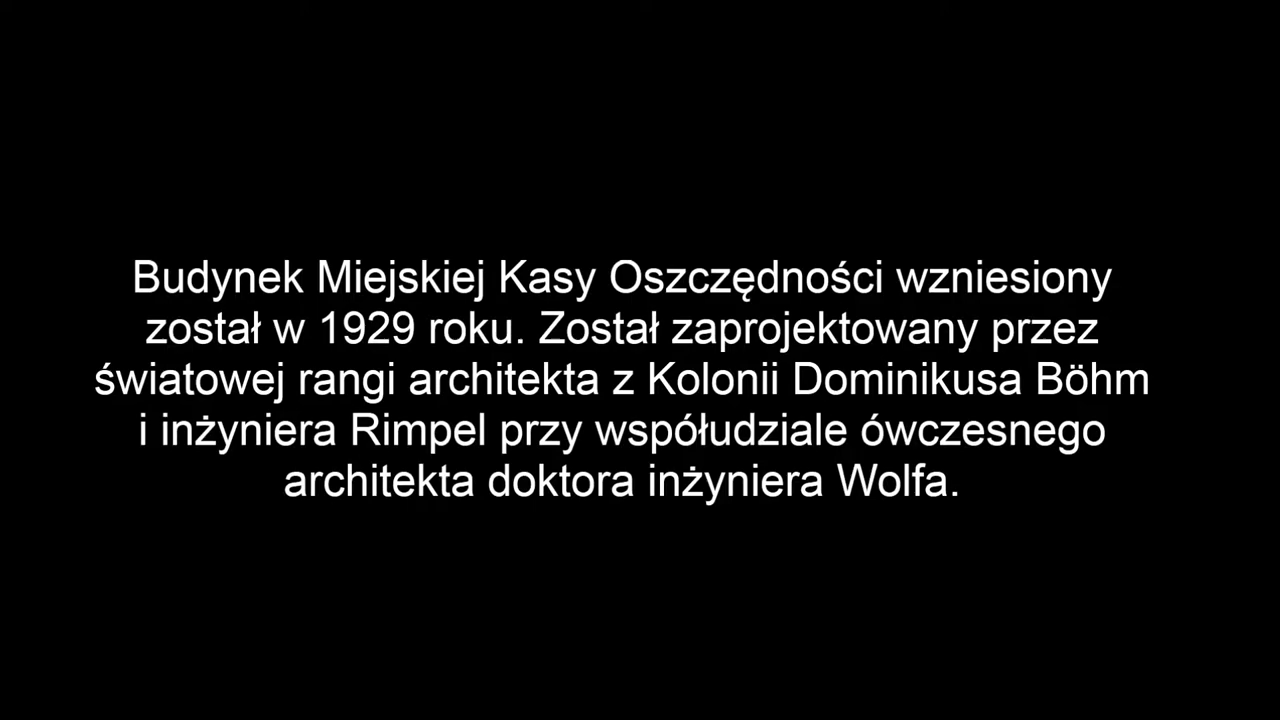 Budynek Miejskiej Kasy Oszczędności wzniesiony
został w 1929 roku. Został zaprojektowany przez
światowej rangi architekta z Kolonii Dominikusa Böhm
i inżyniera Rimpel przy współudziale ówczesnego
architekta doktora inżyniera Wolfa.